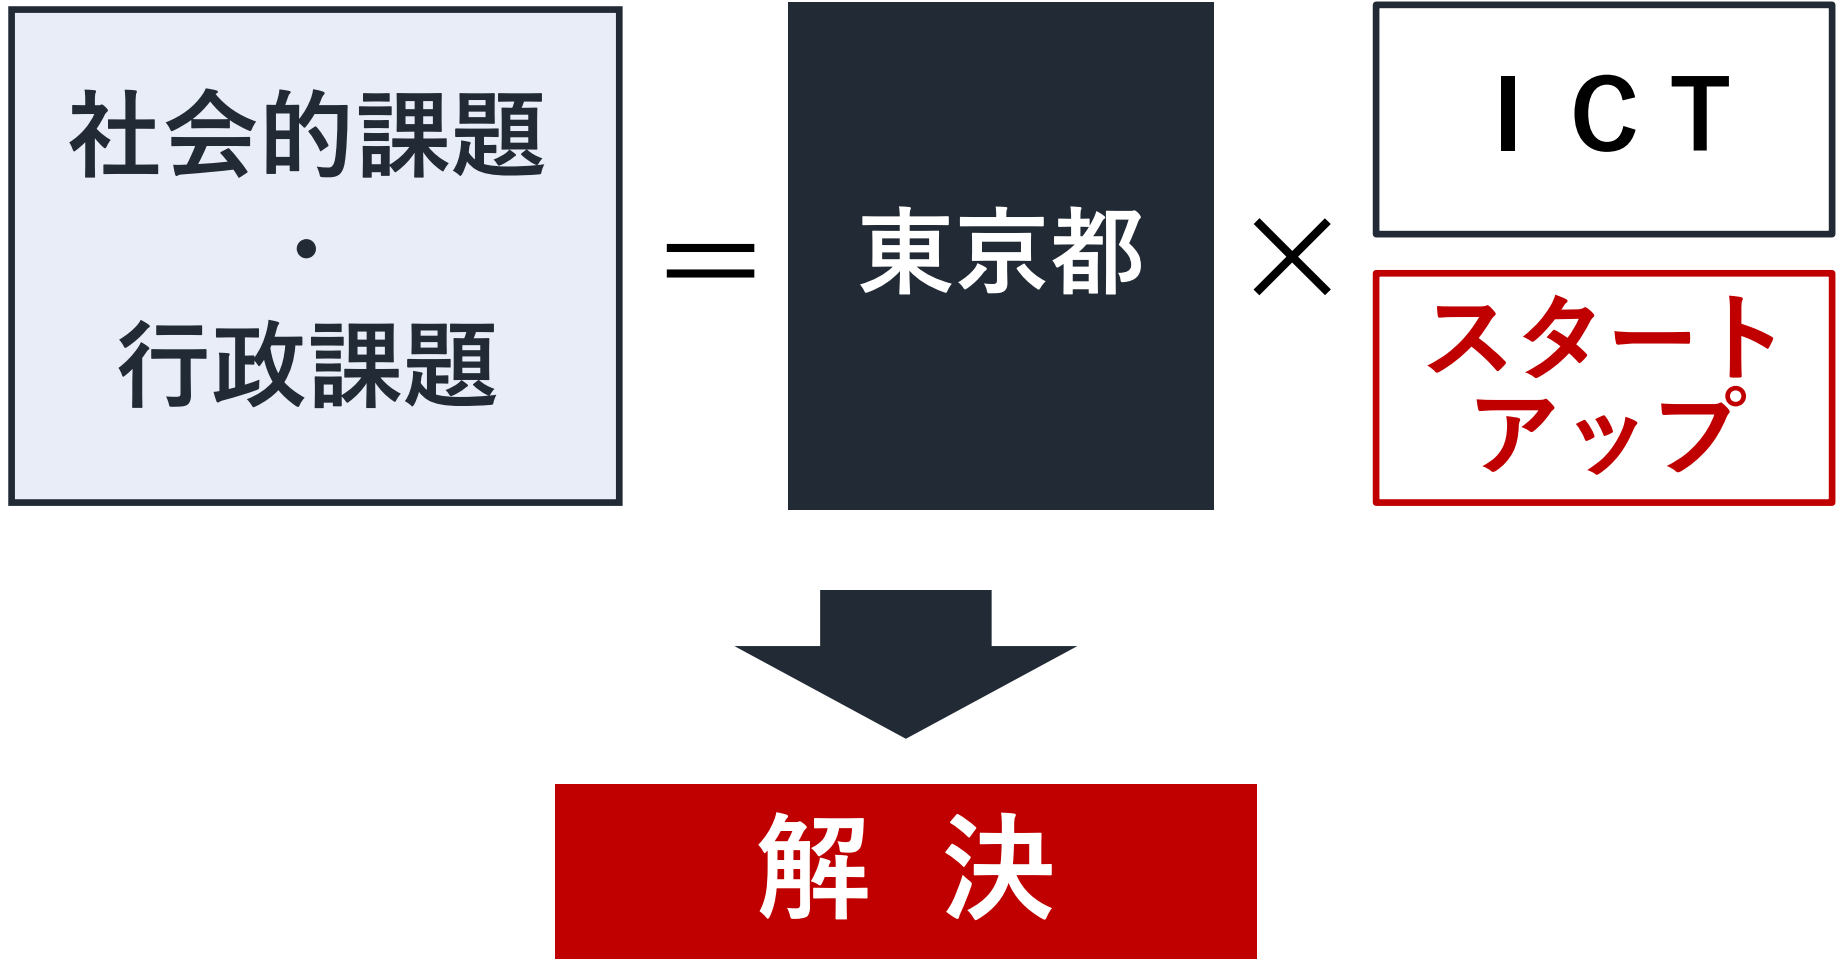 社会的課題
・
行政課題
＝
東京都
×
ＩＣＴ
スタート
アップ
解 決